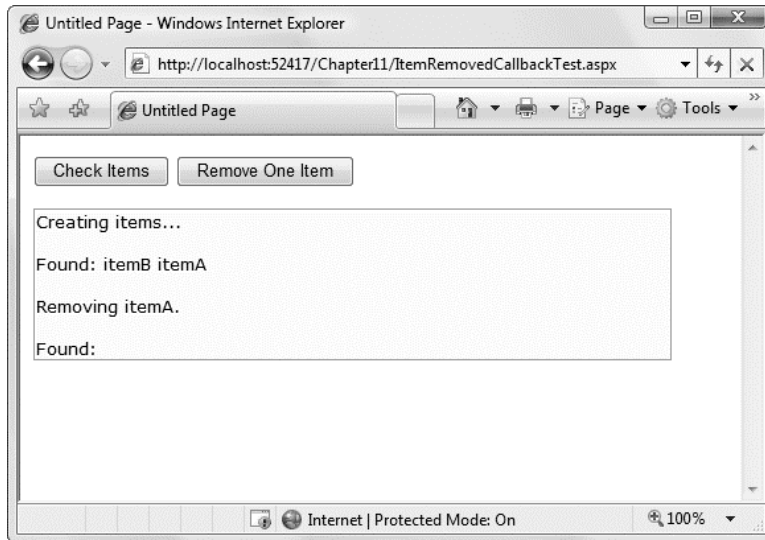 Untitled Page - Windows Internet Explorer
http://localhost:52417/Chapter11/ItemRemovedCallbackTest.aspx
Untitled Page
Page
Tools
Check Items
Remove One Item
Creating items...
Found: itemB itemA
Removing itemA.
Found:
Internet | Protected Mode: On
100%